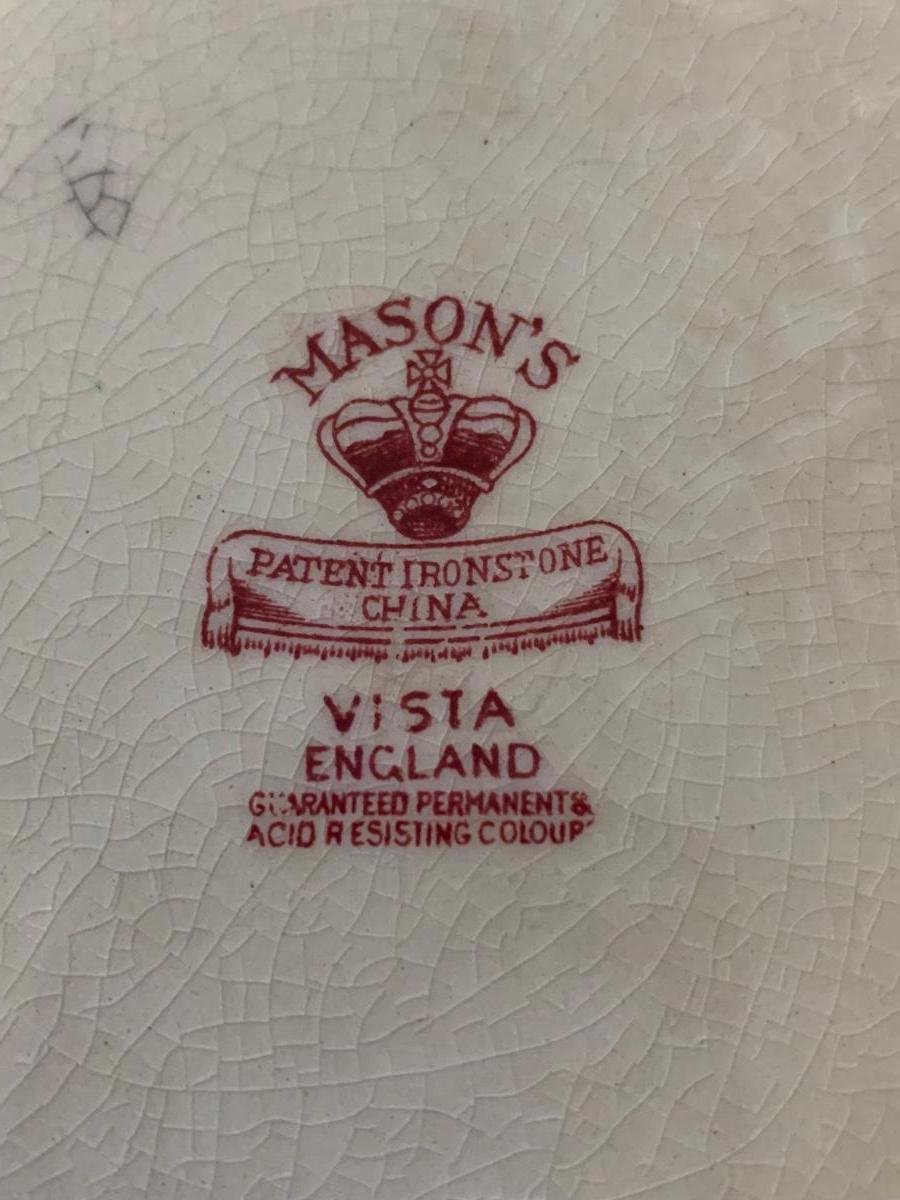 MASON'S
PATENT IRONSTONE
CHINA
VISTA
ENGLAND
GUARANTEED PERMANENT &
ACID RESISTING COLOUR